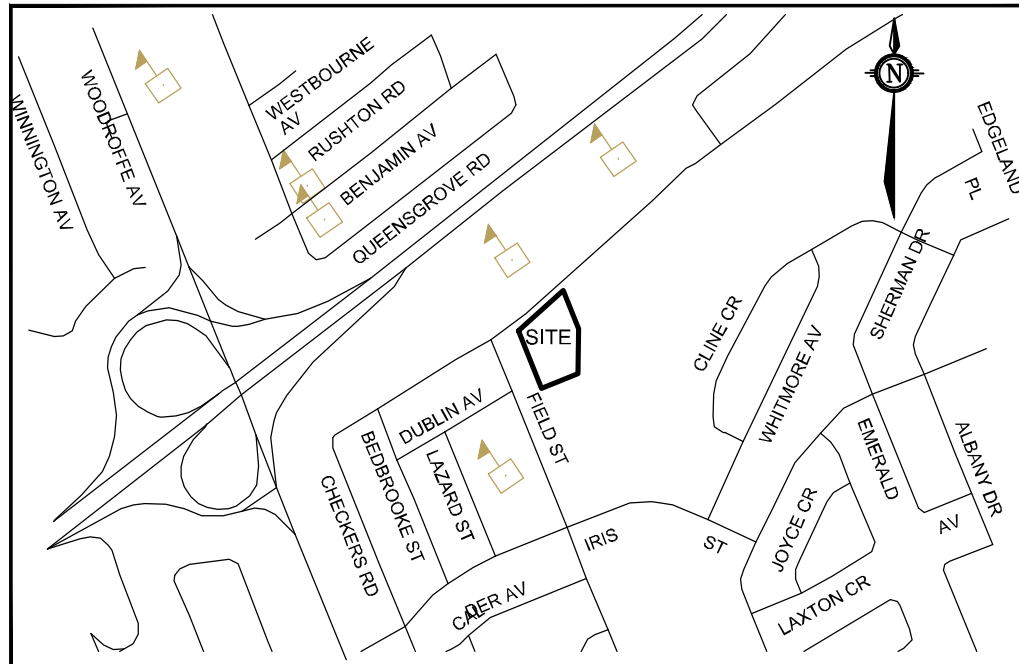 WESTBOURNE
AV
RUSHTON RD
BENJAMIN AV
QUEENSGROVE RD
WOODROFFE AV
WINNINGTON AV
N
EDGELAND
PL
SHERMAN DR
CLINE CR
WHITMORE AV
SITE
DUBLIN AV
FIELD ST
BEDBROOKE ST
LAZARD ST
CHECKERS RD
EMERALD
AV
ALBANY DR
JOYCE CR
IRIS
ST
CALDER AV
LAXTON CR